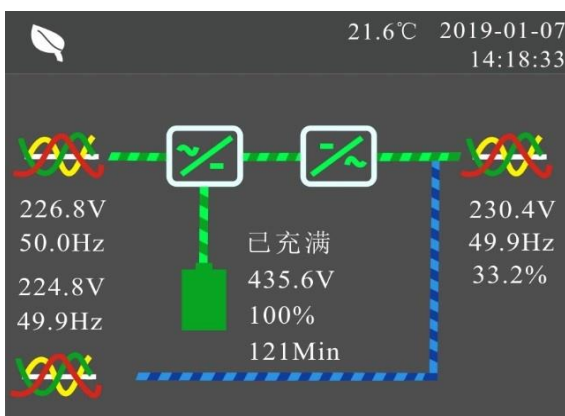 21.6℃ 2019-01-07
14:18:33
226.8V
50.0Hz
224.8V
49.9Hz
已充满
435.6V
100%
121Min
230.4V
49.9Hz
33.2%